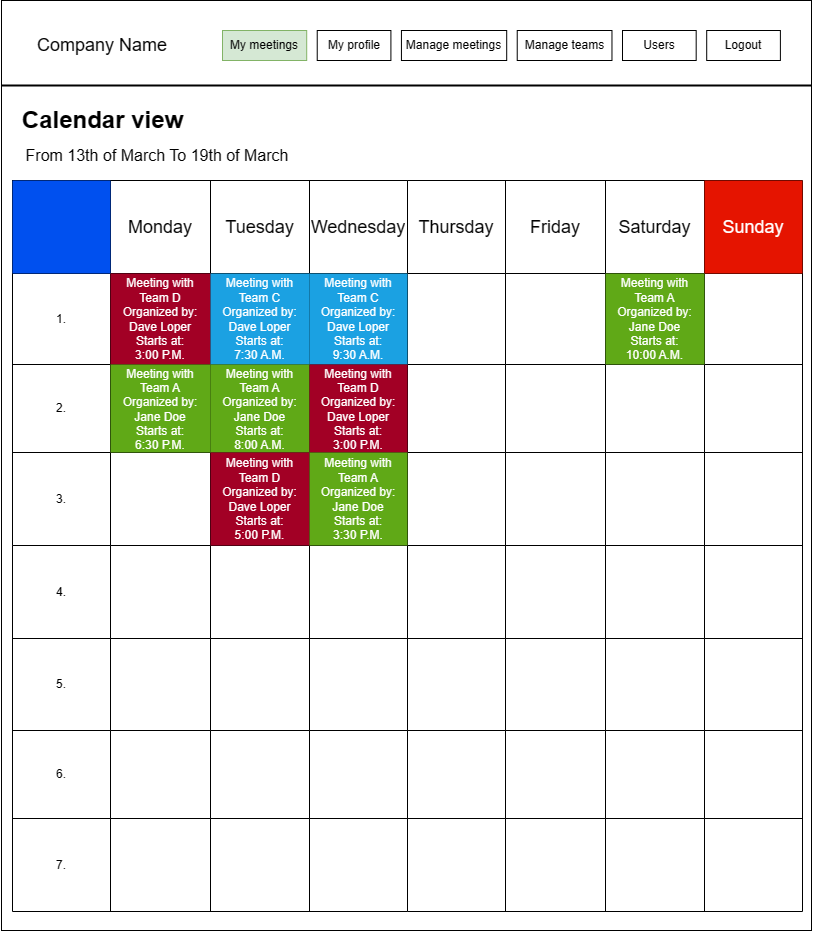 Company Name
My meetings
My profile
Manage meetings
Manage teams
Users
Logout
Calendar view
From 13th of March To 19th of March
Monday
Tuesday
Wednesday
Thursday
Friday
Saturday
Sunday
1.
Meeting with
Team D
Organized by:
Dave Loper
Starts at:
3:00 P.M.
Meeting with
Team C
Organized by:
Dave Loper
Starts at:
7:30 A.M.
Meeting with
Team C
Organized by:
Dave Loper
Starts at:
9:30 A.M.
Meeting with
Team A
Organized by:
Jane Doe
Starts at:
10:00 A.M.
2.
Meeting with
Team A
Organized by:
Jane Doe
Starts at:
6:30 P.M.
Meeting with
Team A
Organized by:
Jane Doe
Starts at:
8:00 A.M.
Meeting with
Team D
Organized by:
Dave Loper
Starts at:
3:00 P.M.
3.
Meeting with
Team D
Organized by:
Dave Loper
Starts at:
5:00 P.M.
Meeting with
Team A
Organized by:
Jane Doe
Starts at:
3:30 P.M.
4.
5.
6.
7.